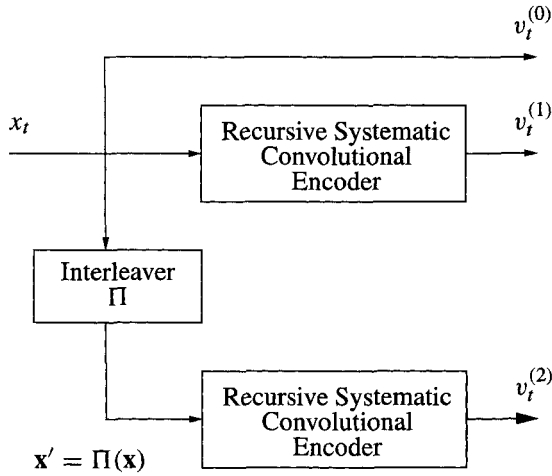 v_t^{(0)}
x_t
v_t^{(1)}
Recursive Systematic
Convolutional
Encoder
Interleaver
Π
Recursive Systematic
Convolutional
Encoder
v_t^{(2)}
x' = Π(x)